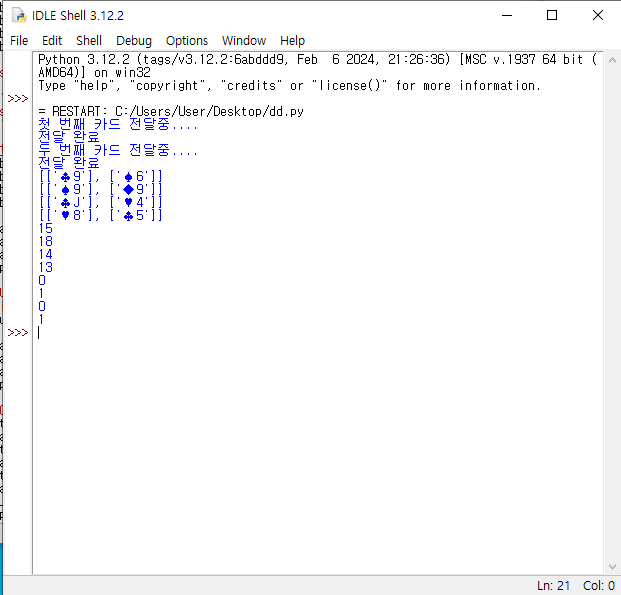 IDLE Shell 3.12.2
File Edit Shell Debug Options Window Help
Python 3.12.2 (tags/v3.12.2:6abddd9, Feb  6 2024, 21:26:36) [MSC v.1937 64 bit (
AMD64)] on win32
Type "help", "copyright", "credits" or "license()" for more information.
>>>
= RESTART: C:/Users/User/Desktop/dd.py
첫 번째 카드 전달중....
전달 완료
두 번째 카드 전달중....
전달 완료
[['♣9'], ['♠6']]
[['♠9'], ['◆9']]
[['♣J'], ['♥4']]
[['♥8'], ['♣5']]
15
18
14
13
0
1
0
1
>>>
Ln: 21 Col: 0